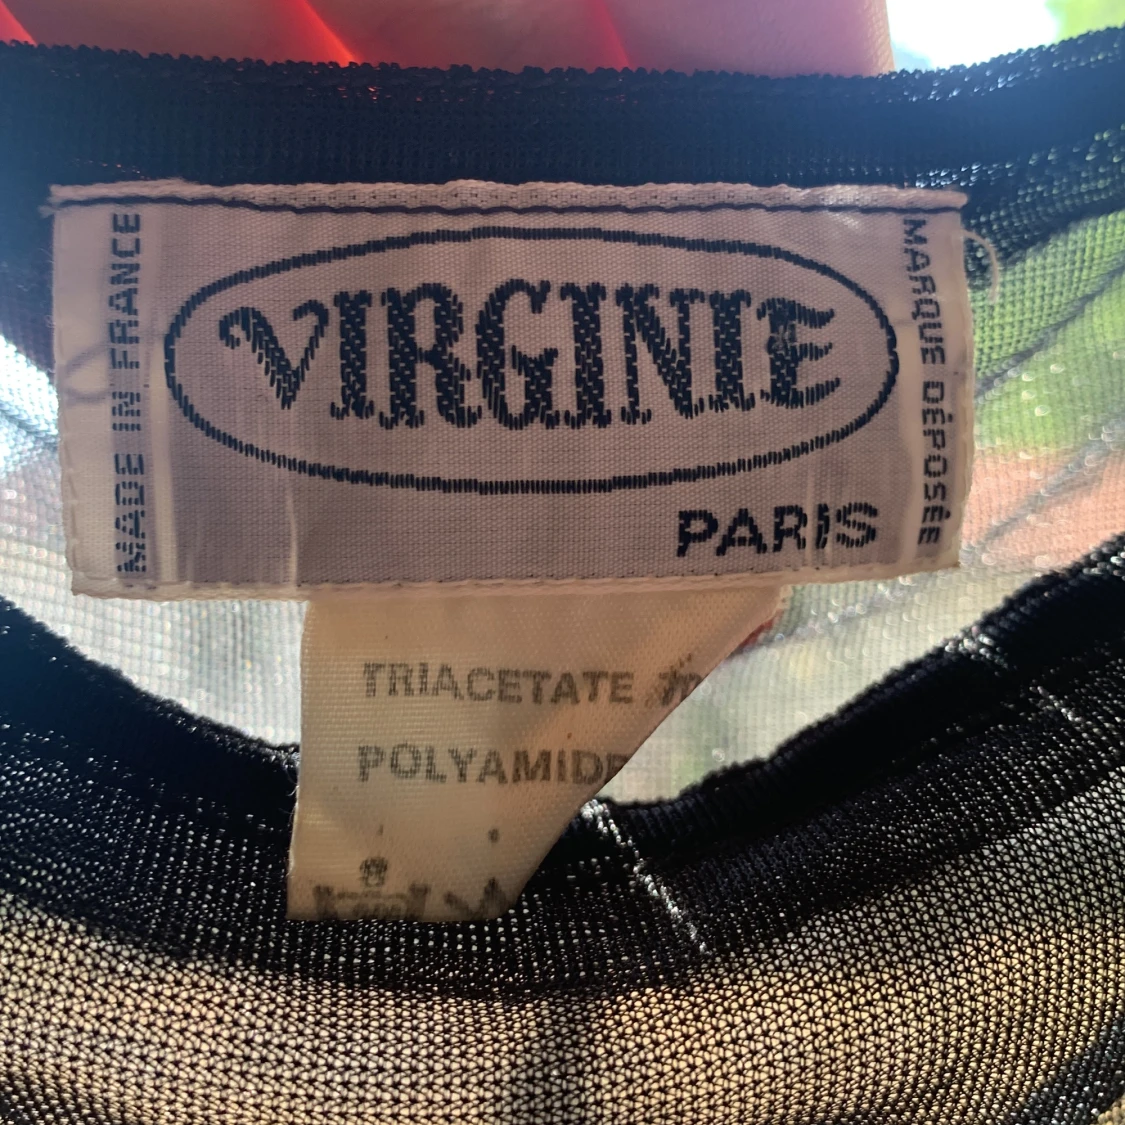 MADE IN FRANCE
VIRGINIE
PARIS
MARQUE DÉPOSÉE
TRIACETATE
POLYAMIDE